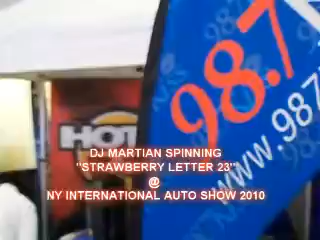 98.7
www.987
HOT
DJ MARTIAN SPINNING
"STRAWBERRY LETTER 23"
@
NY INTERNATIONAL AUTO SHOW 2010